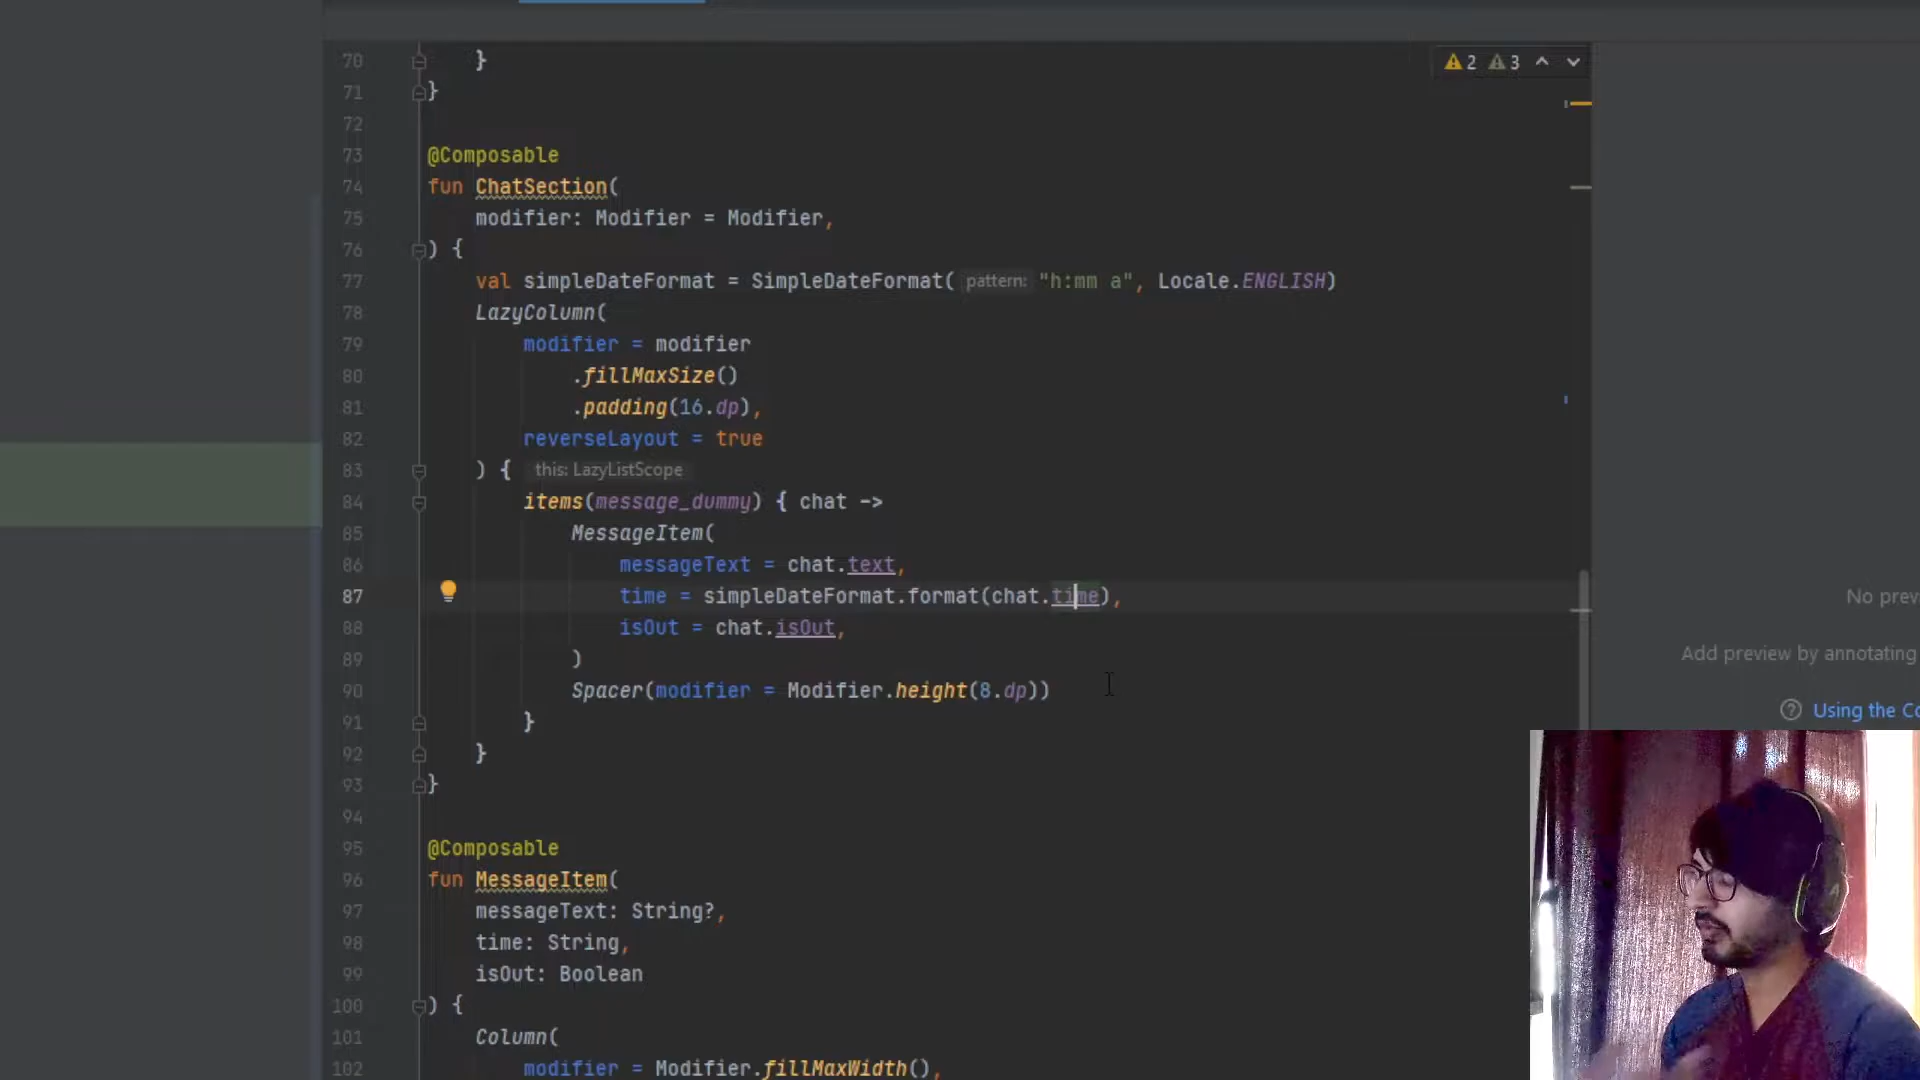 2 3
70 }
71 }
72
73 @Composable
74 fun ChatSection(
75 modifier: Modifier = Modifier,
76 ) {
77 val simpleDateFormat = SimpleDateFormat( pattern: "h:mm a", Locale.ENGLISH)
78 LazyColumn(
79 modifier = modifier
80 .fillMaxSize()
81 .padding(16.dp),
82 reverseLayout = true
83 ) { this: LazyListScope
84 items(message_dummy) { chat ->
85 MessageItem(
86 messageText = chat.text,
87 time = simpleDateFormat.format(chat.time),
88 isOut = chat.isOut,
89 )
90 Spacer(modifier = Modifier.height(8.dp))
91 }
92 }
93 }
94
95 @Composable
96 fun MessageItem(
97 messageText: String?,
98 time: String,
99 isOut: Boolean
100 ) {
101 Column(
102 modifier = Modifier.fillMaxWidth(),
No prev
Add preview by annotating
Using the Co